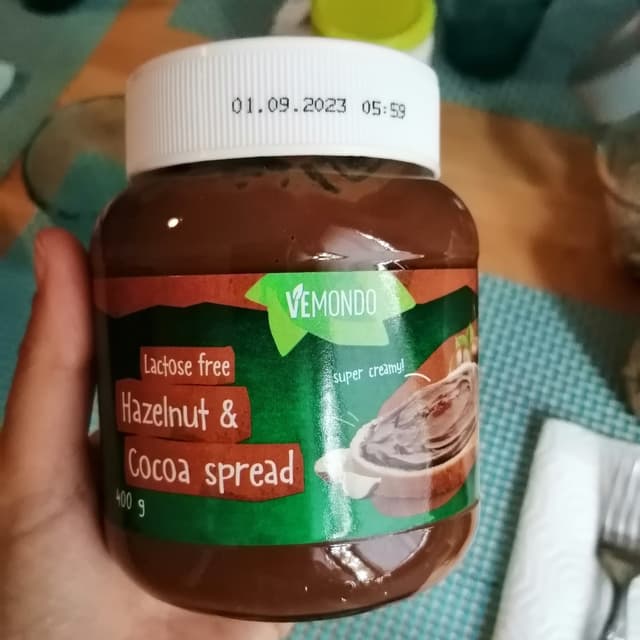 01.09.2023 05:59
VEMONDO
Lactose free
super creamy!
Hazelnut &
Cocoa spread
400 g